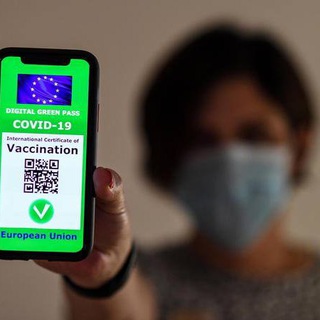 DIGITAL GREEN PASS
COVID-19
International Certificate of
Vaccination
European Union